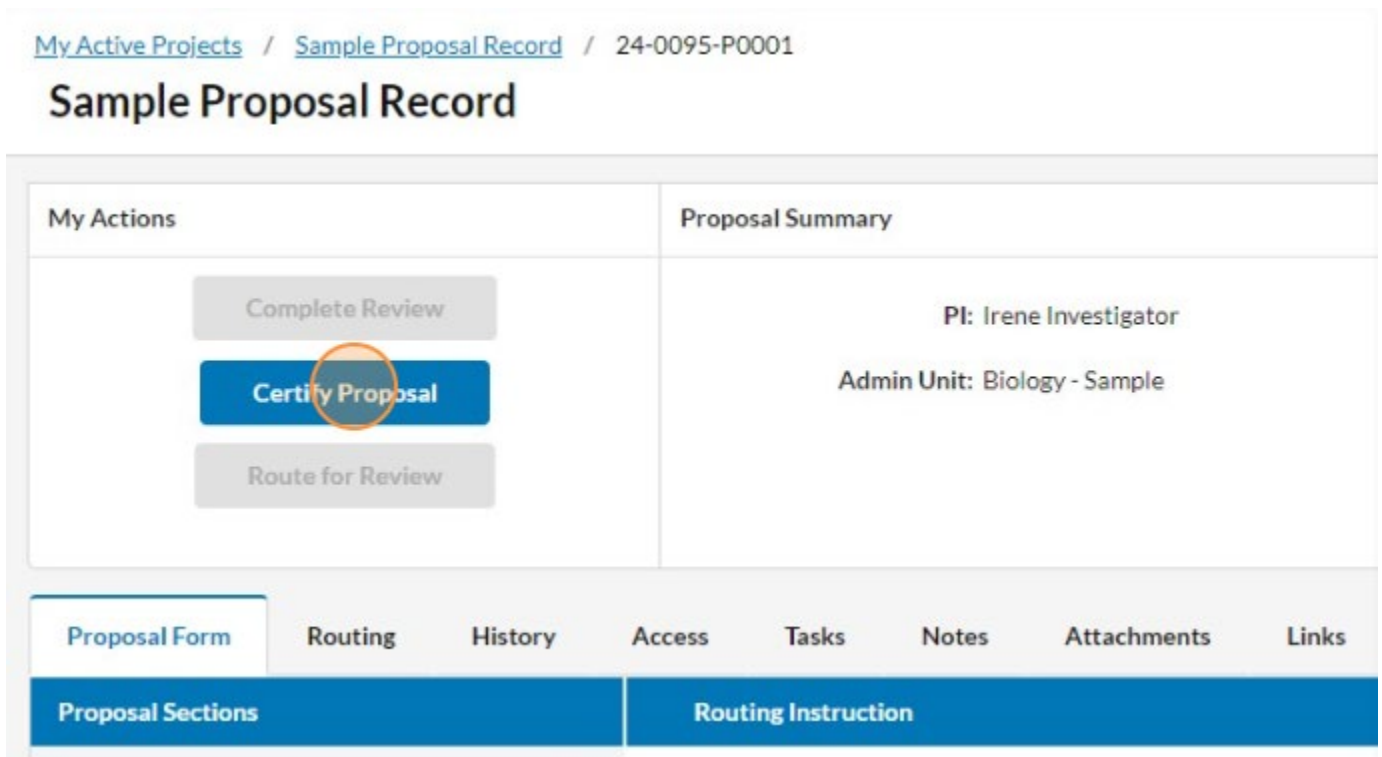 My Active Projects / Sample Proposal Record / 24-0095-P0001
Sample Proposal Record
My Actions
Proposal Summary
Complete Review
Certify Proposal
Route for Review
PI: Irene Investigator
Admin Unit: Biology - Sample
Proposal Form Routing History Access Tasks Notes Attachments Links
Proposal Sections
Routing Instruction